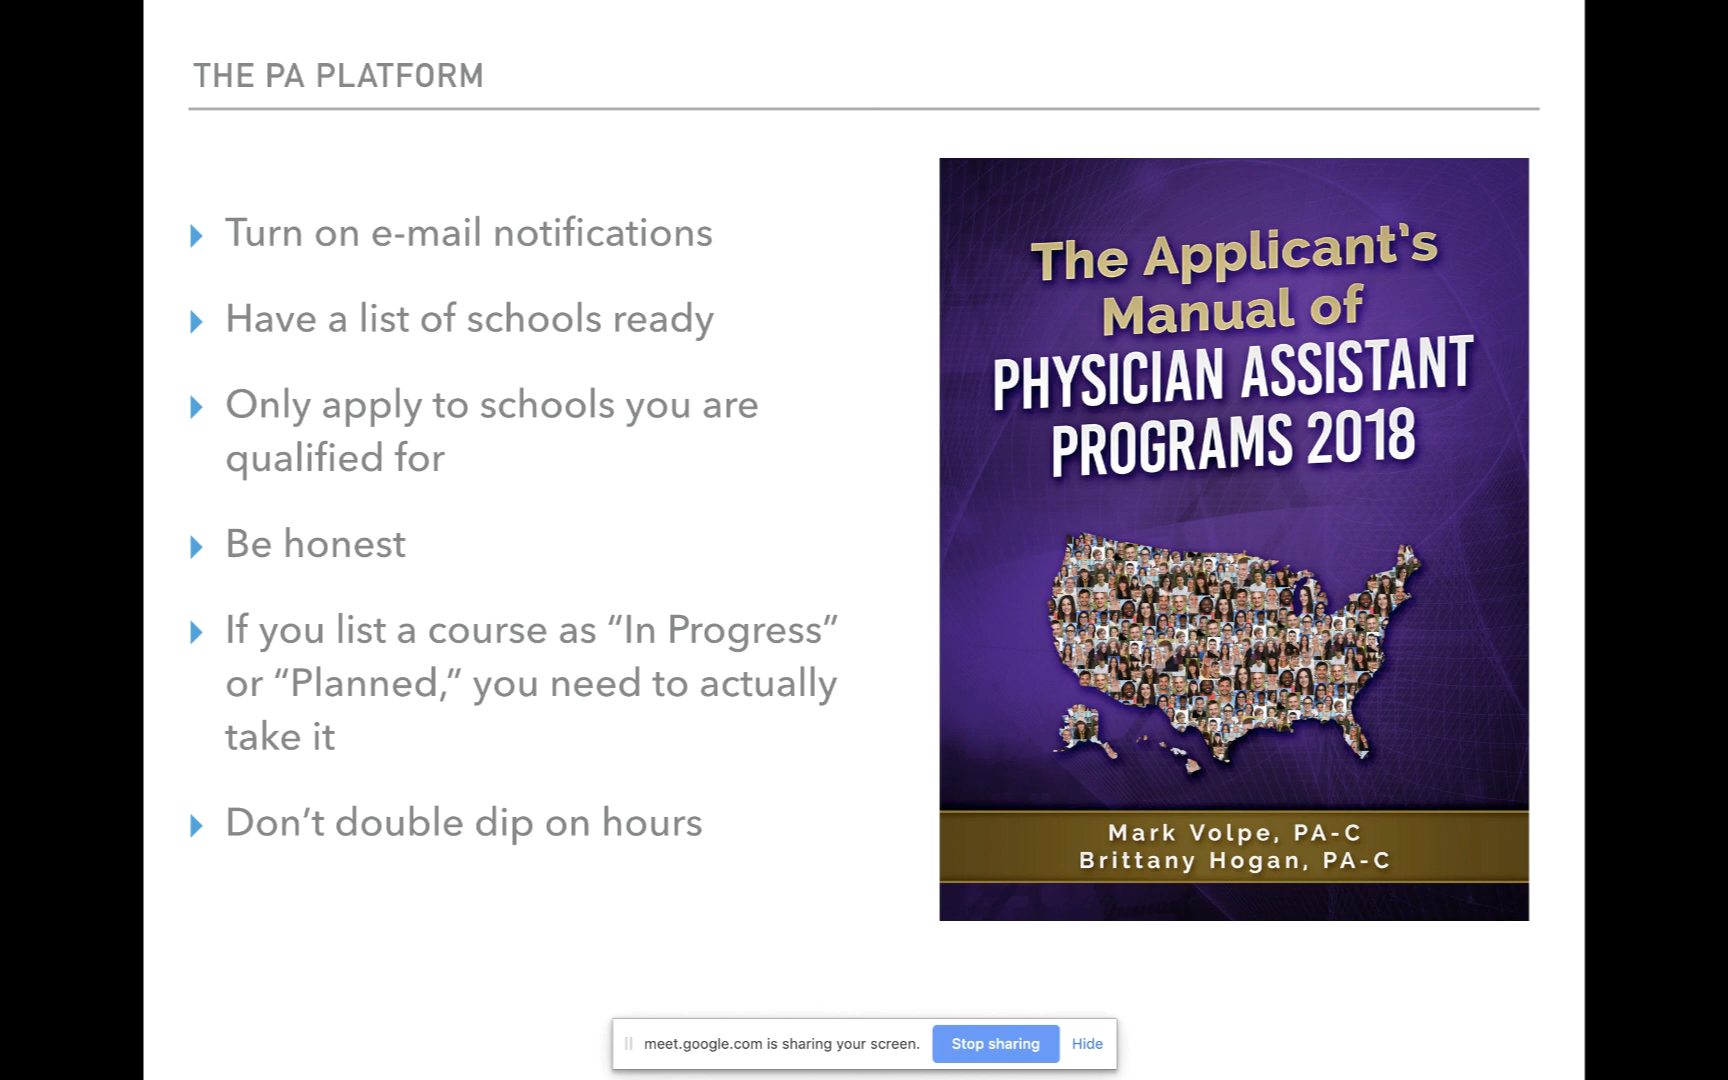 THE PA PLATFORM
Turn on e-mail notifications
Have a list of schools ready
Only apply to schools you are
qualified for
Be honest
If you list a course as “In Progress”
or “Planned,” you need to actually
take it
Don’t double dip on hours
The Applicant’s
Manual of
PHYSICIAN ASSISTANT
PROGRAMS 2018
Mark Volpe, PA-C
Brittany Hogan, PA-C
meet.google.com is sharing your screen.
Stop sharing
Hide